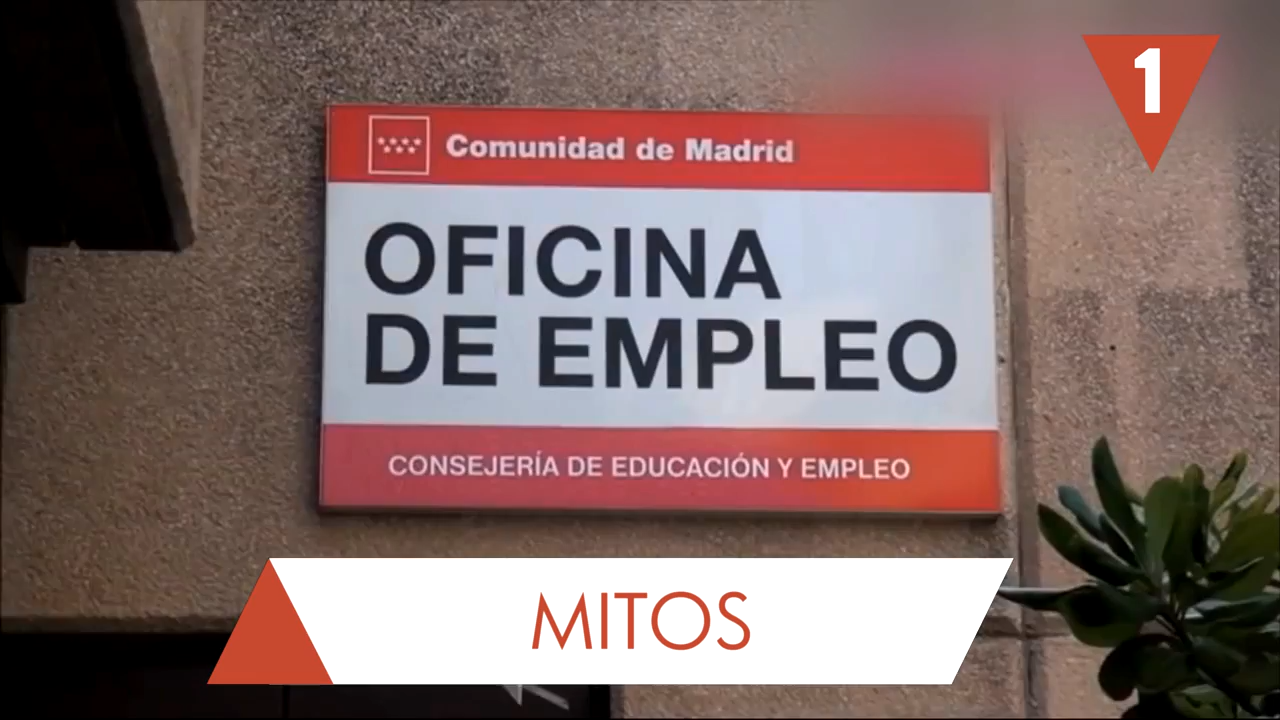 1
Comunidad de Madrid
OFICINA
DE EMPLEO
CONSEJERÍA DE EDUCACIÓN Y EMPLEO
MITOS